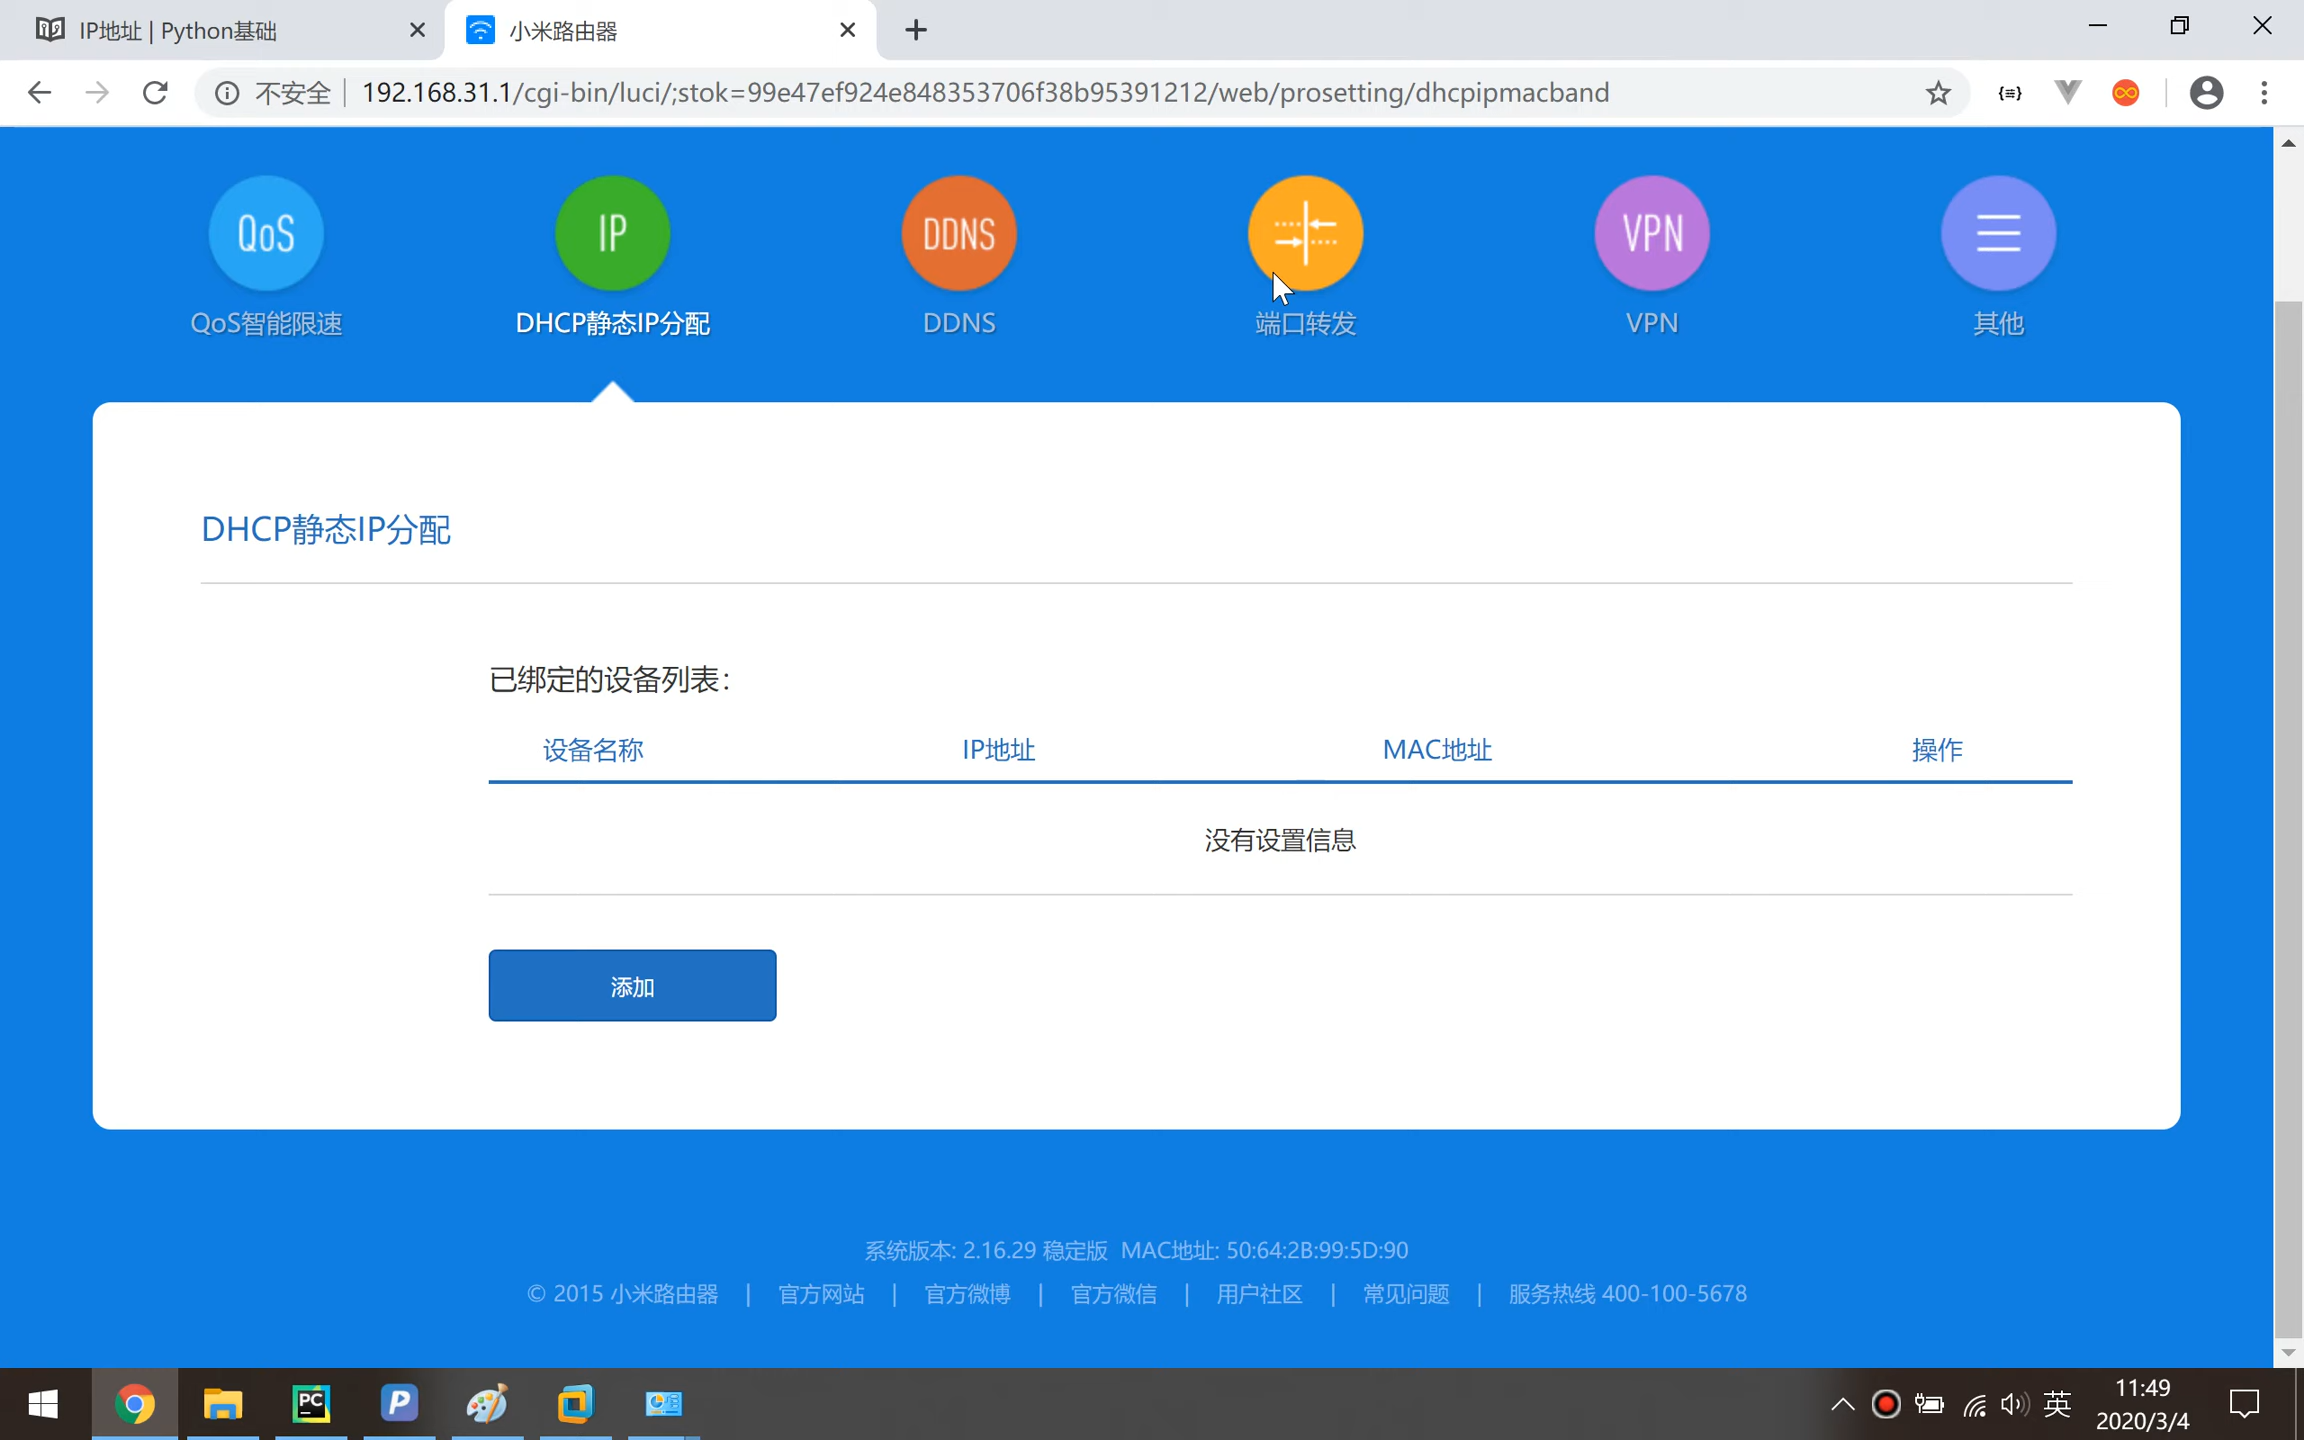 IP地址 | Python基础
小米路由器
不安全
192.168.31.1/cgi-bin/luci/;stok=99e47ef924e848353706f38b95391212/web/prosetting/dhcpipmacband
QoS
IP
DDNS
VPN
QoS智能限速
DHCP静态IP分配
DDNS
端口转发
VPN
其他
DHCP静态IP分配
已绑定的设备列表:
设备名称 IP地址 MAC地址 操作
没有设置信息
添加
系统版本: 2.16.29 稳定版 MAC地址: 50:64:2B:99:5D:90
© 2015 小米路由器 | 官方网站 | 官方微博 | 官方微信 | 用户社区 | 常见问题 | 服务热线 400-100-5678
PC
P
英
11:49
2020/3/4